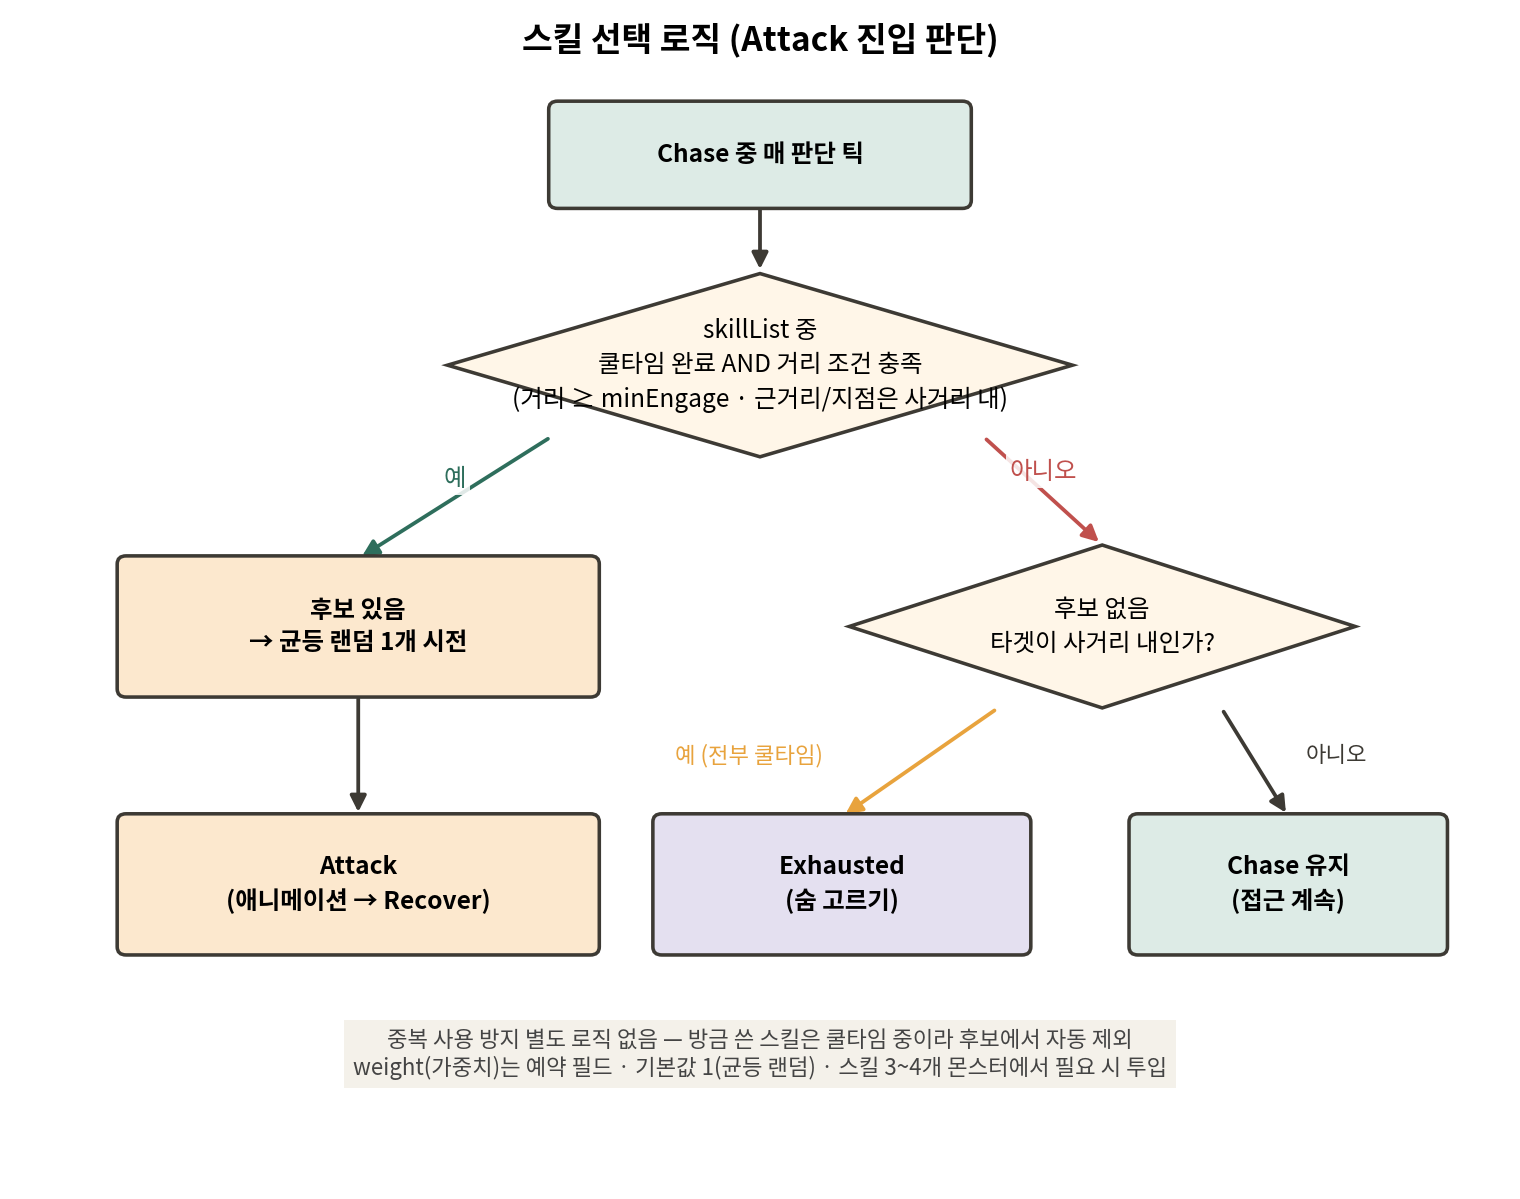 스킬 선택 로직 (Attack 진입 판단)
Chase 중 매 판단 틱
skillList 중
쿨타임 완료 AND 거리 조건 충족
(거리 ≥ minEngage · 근거리/지점은 사거리 내)
예
아니오
후보 있음
→ 균등 랜덤 1개 시전
후보 없음
타겟이 사거리 내인가?
예 (전부 쿨타임)
아니오
Attack
(애니메이션 → Recover)
Exhausted
(숨 고르기)
Chase 유지
(접근 계속)
중복 사용 방지 별도 로직 없음 — 방금 쓴 스킬은 쿨타임 중이라 후보에서 자동 제외
weight(가중치)는 예약 필드 · 기본값 1(균등 랜덤) · 스킬 3~4개 몬스터에서 필요 시 투입